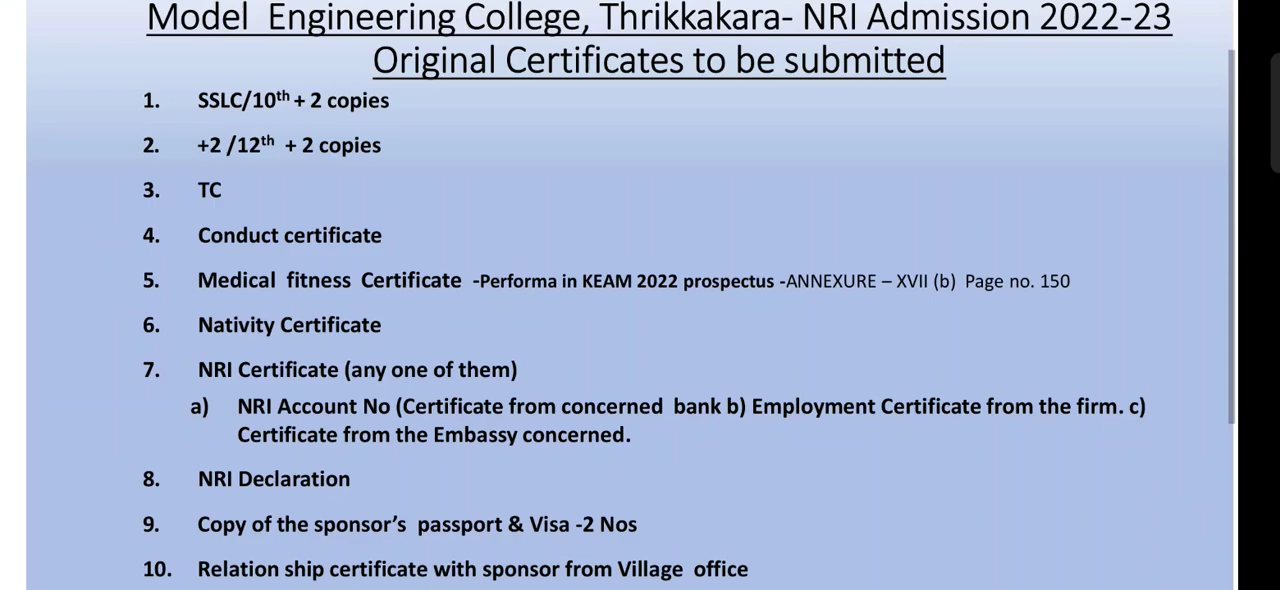 Model Engineering College, Thrikkakara- NRI Admission 2022-23
Original Certificates to be submitted
1. SSLC/10th + 2 copies
2. +2 /12th + 2 copies
3. TC
4. Conduct certificate
5. Medical fitness Certificate -Performa in KEAM 2022 prospectus -ANNEXURE – XVII (b) Page no. 150
6. Nativity Certificate
7. NRI Certificate (any one of them)
a) NRI Account No (Certificate from concerned bank b) Employment Certificate from the firm. c)
Certificate from the Embassy concerned.
8. NRI Declaration
9. Copy of the sponsor’s passport & Visa -2 Nos
10. Relation ship certificate with sponsor from Village office